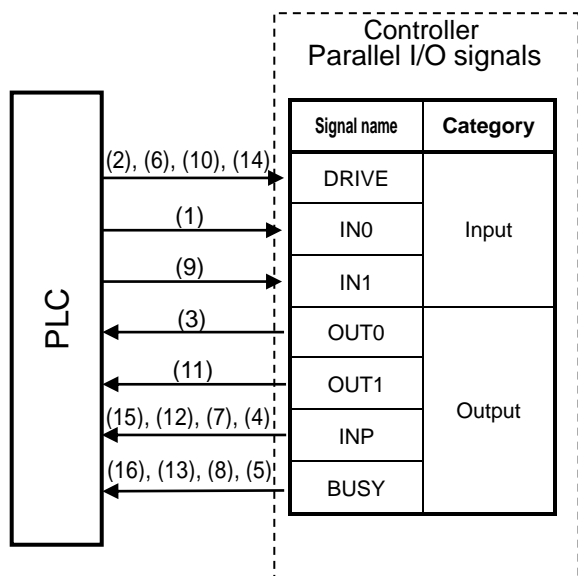 Controller
Parallel I/O signals
Signal name Category
(2), (6), (10), (14)
DRIVE
(1)
IN0
Input
(9)
IN1
PLC
(3)
OUT0
(11)
OUT1
Output
(15), (12), (7), (4)
INP
(16), (13), (8), (5)
BUSY